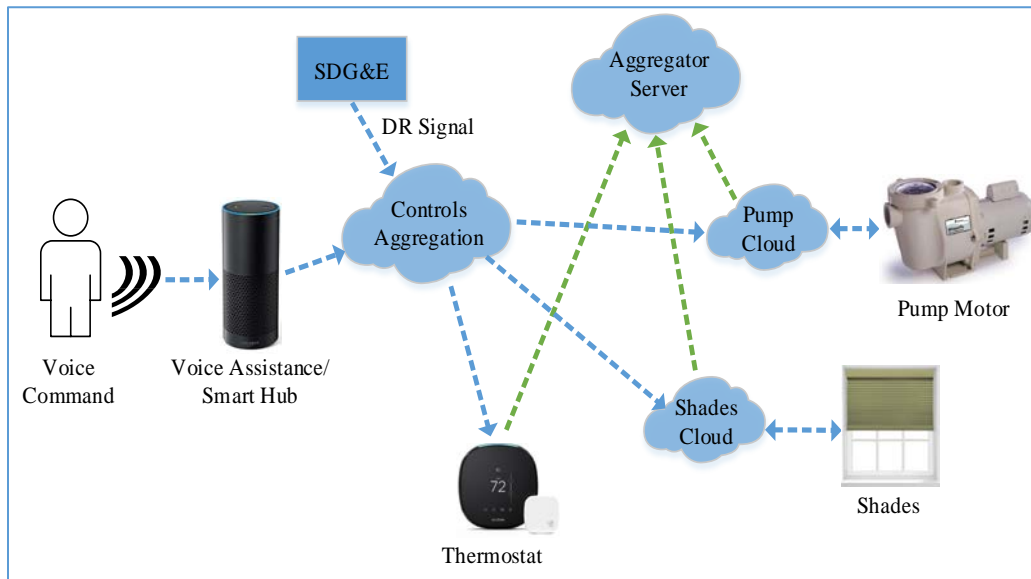 SDG&E
DR Signal
Aggregator
Server
Controls
Aggregation
Pump
Cloud
Pump Motor
Voice
Command
Voice Assistance/
Smart Hub
Shades
Cloud
Shades
72
Thermostat